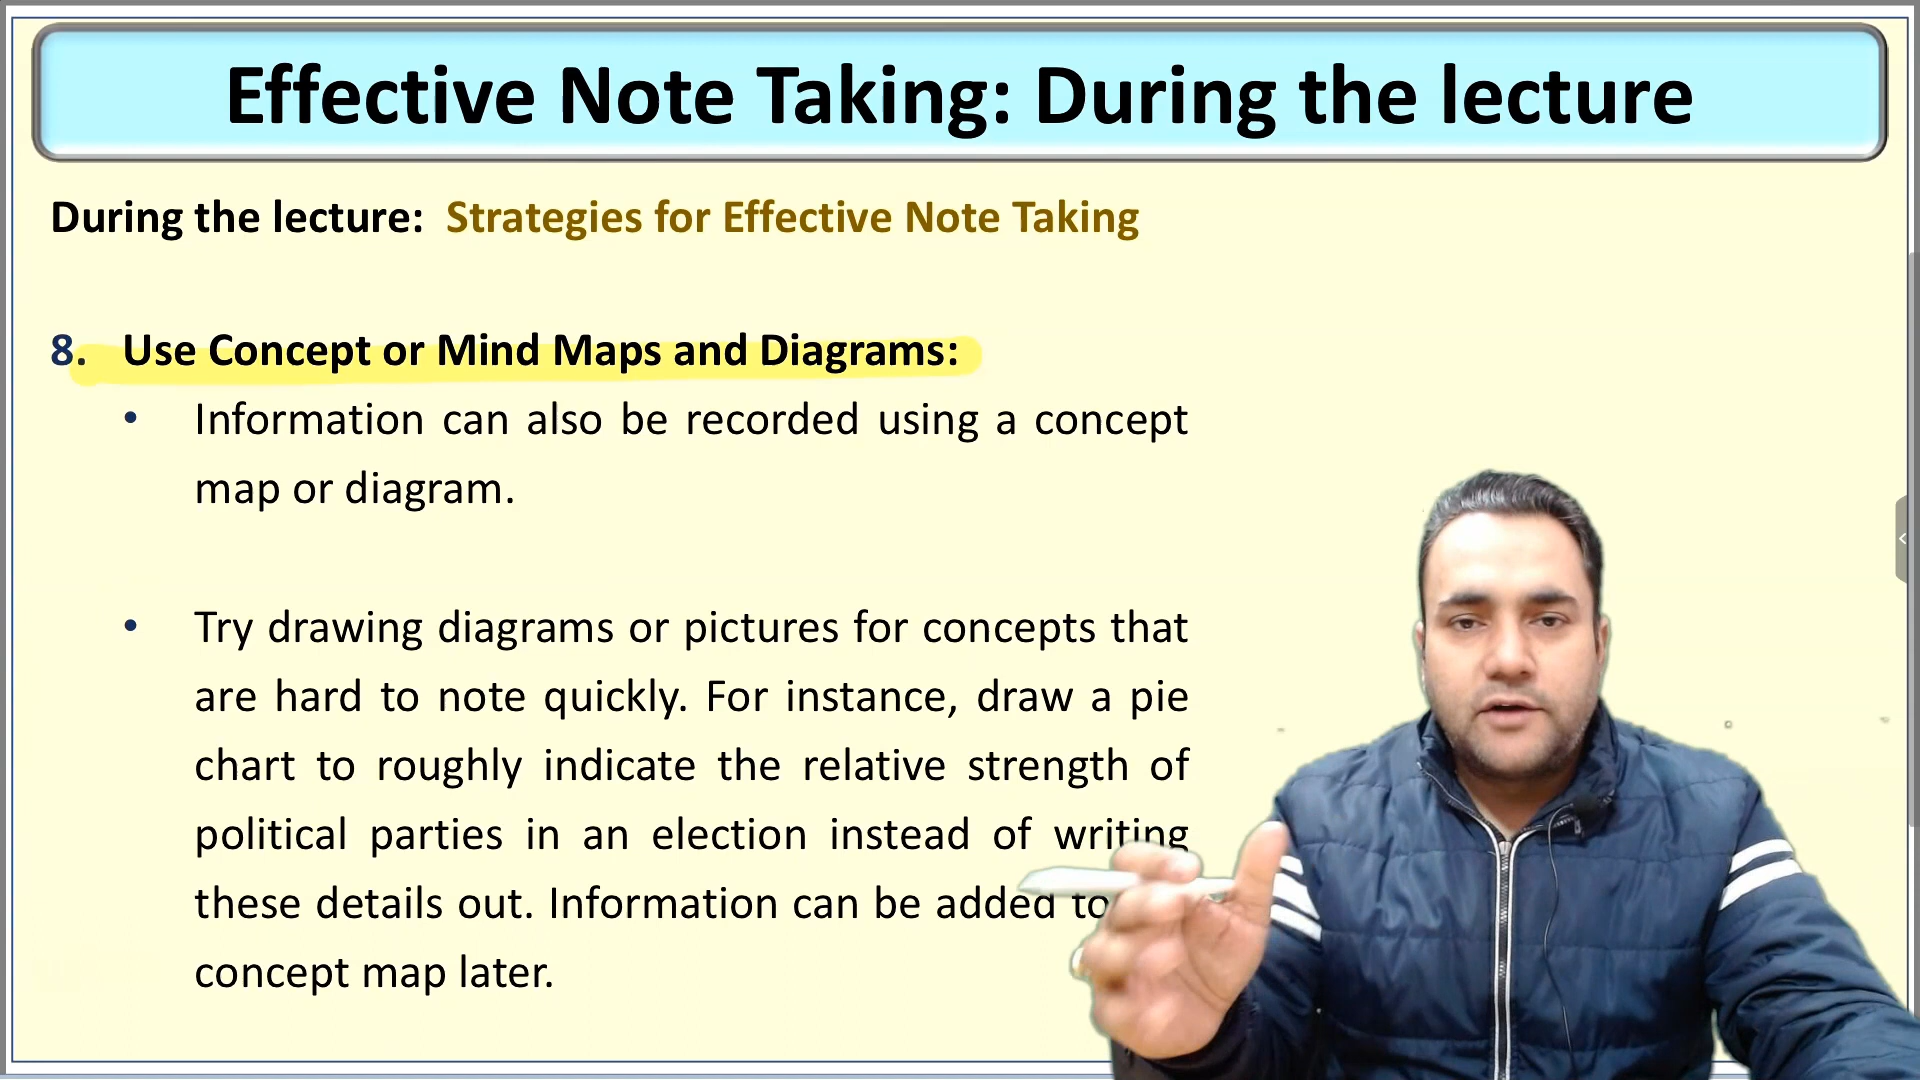 Effective Note Taking: During the lecture
During the lecture: Strategies for Effective Note Taking
8. Use Concept or Mind Maps and Diagrams:
• Information can also be recorded using a concept
map or diagram.
• Try drawing diagrams or pictures for concepts that
are hard to note quickly. For instance, draw a pie
chart to roughly indicate the relative strength of
political parties in an election instead of writing
these details out. Information can be added to
concept map later.